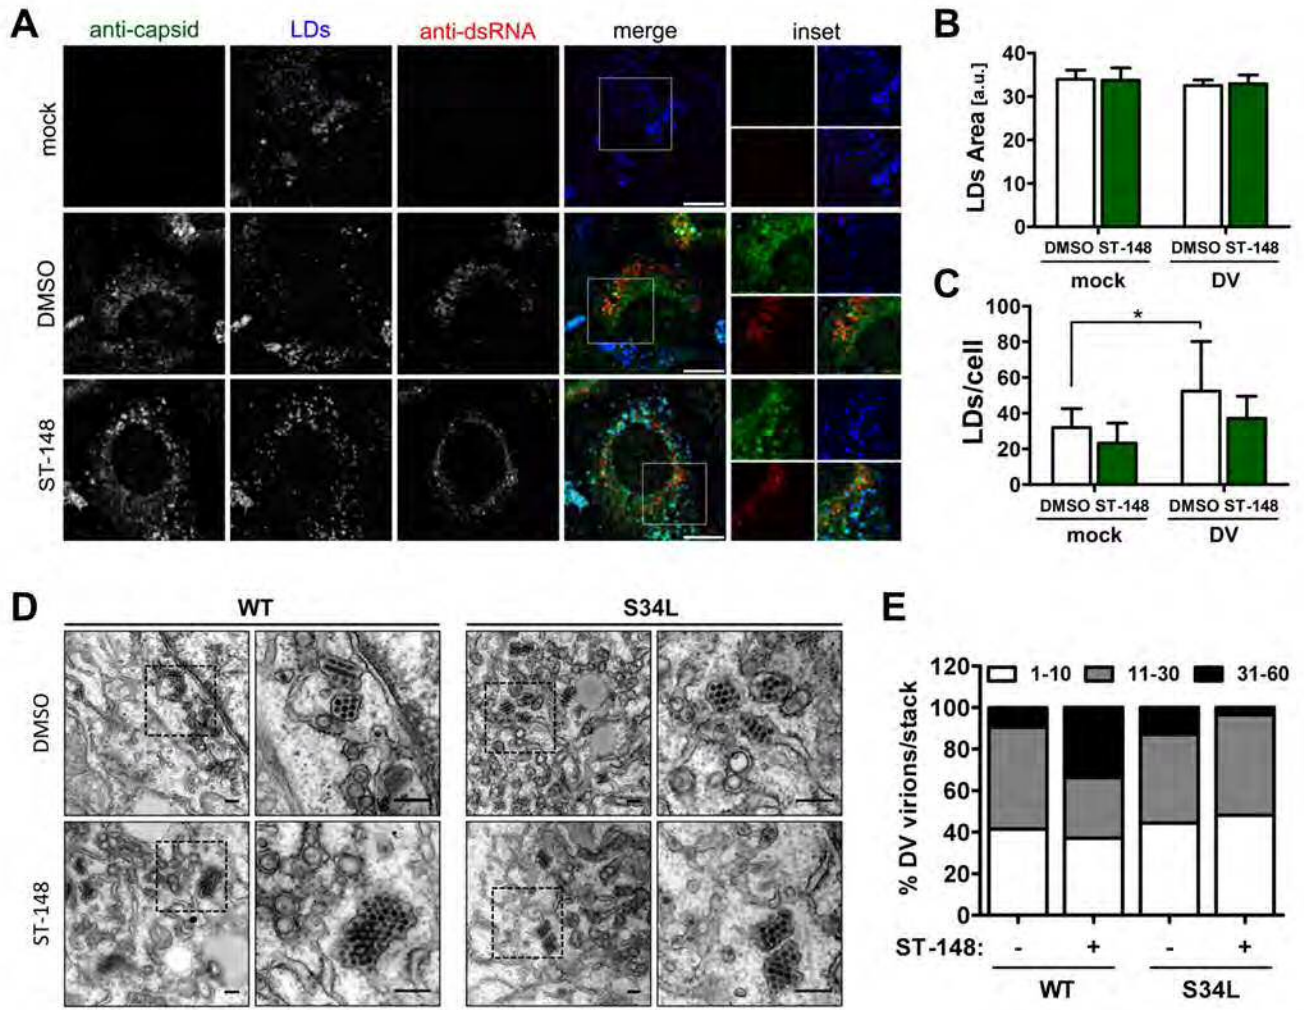 A
anti-capsid LDs anti-dsRNA merge inset
mock
DMSO
ST-148
B
LDs Area [a.u.]
40
30
20
10
0
DMSO ST-148 DMSO ST-148
mock DV
C
LDs/cell
100
80
60
40
20
0
*
DMSO ST-148 DMSO ST-148
mock DV
D
WT S34L
DMSO
ST-148
E
% DV virions/stack
120
100
80
60
40
20
0
1-10 11-30 31-60
ST-148: - + - +
WT S34L